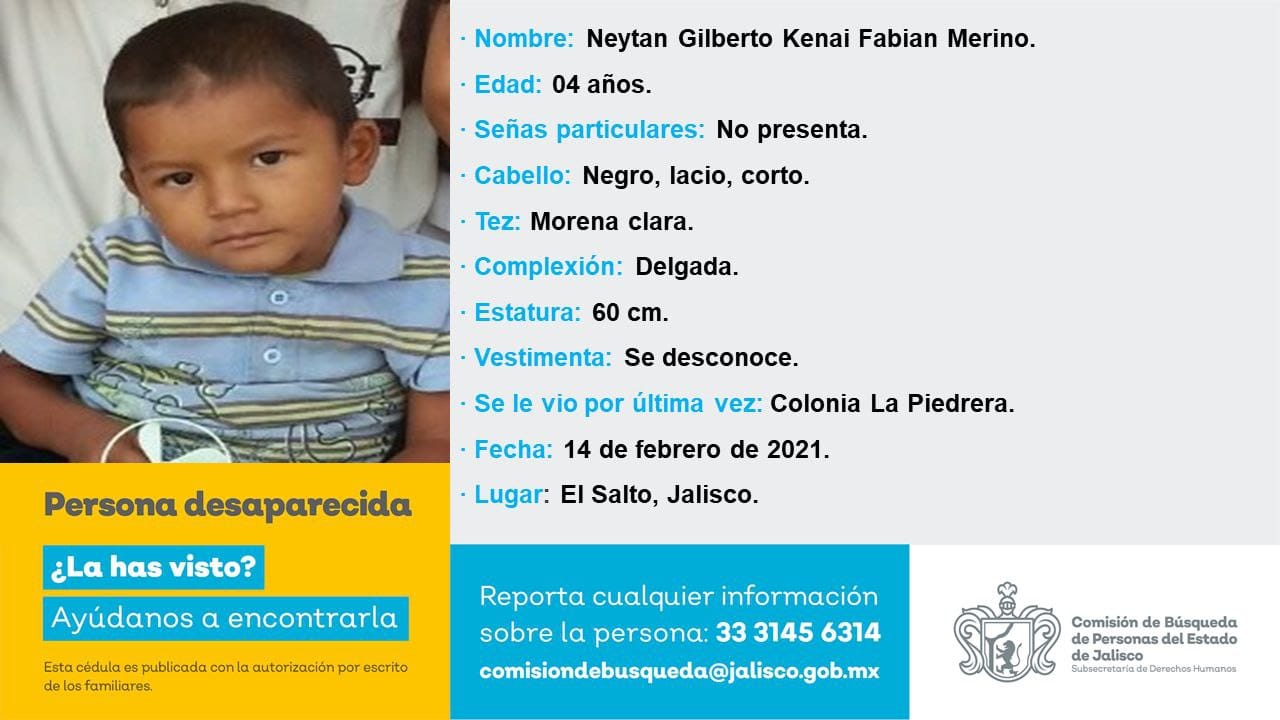 · Nombre: Neytan Gilberto Kenai Fabian Merino.
· Edad: 04 años.
· Señas particulares: No presenta.
· Cabello: Negro, lacio, corto.
· Tez: Morena clara.
· Complexión: Delgada.
· Estatura: 60 cm.
· Vestimenta: Se desconoce.
· Se le vio por última vez: Colonia La Piedrera.
· Fecha: 14 de febrero de 2021.
· Lugar: El Salto, Jalisco.
Persona desaparecida
¿La has visto?
Ayúdanos a encontrarla
Esta cédula es publicada con la autorización por escrito
de los familiares.
Reporta cualquier información
sobre la persona: 33 3145 6314
comisiondebusqueda@jalisco.gob.mx
Comisión de Búsqueda
de Personas del Estado
de Jalisco
Subsecretaría de Derechos Humanos